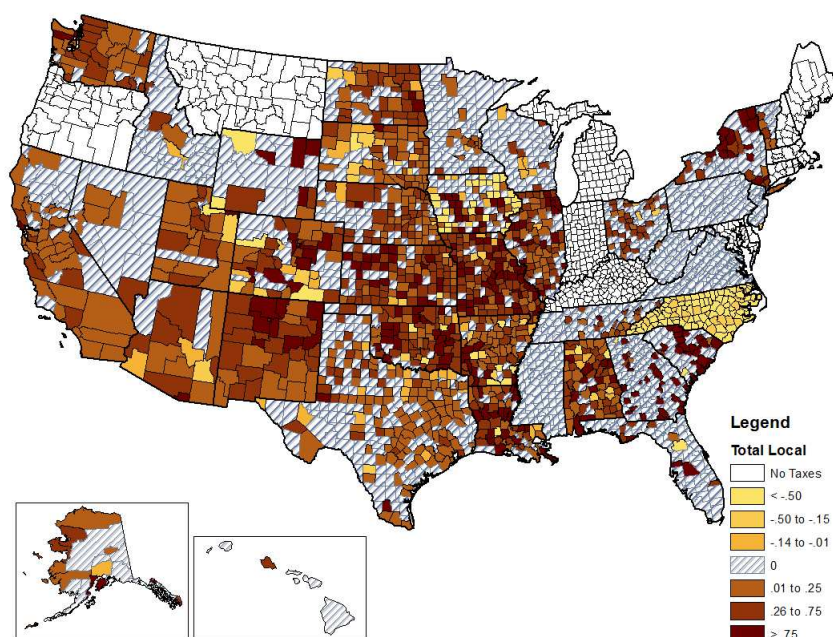 Legend
Total Local
No Taxes
< -.50
-.50 to -.15
-.14 to -.01
0
.01 to .25
.26 to .75
> .75